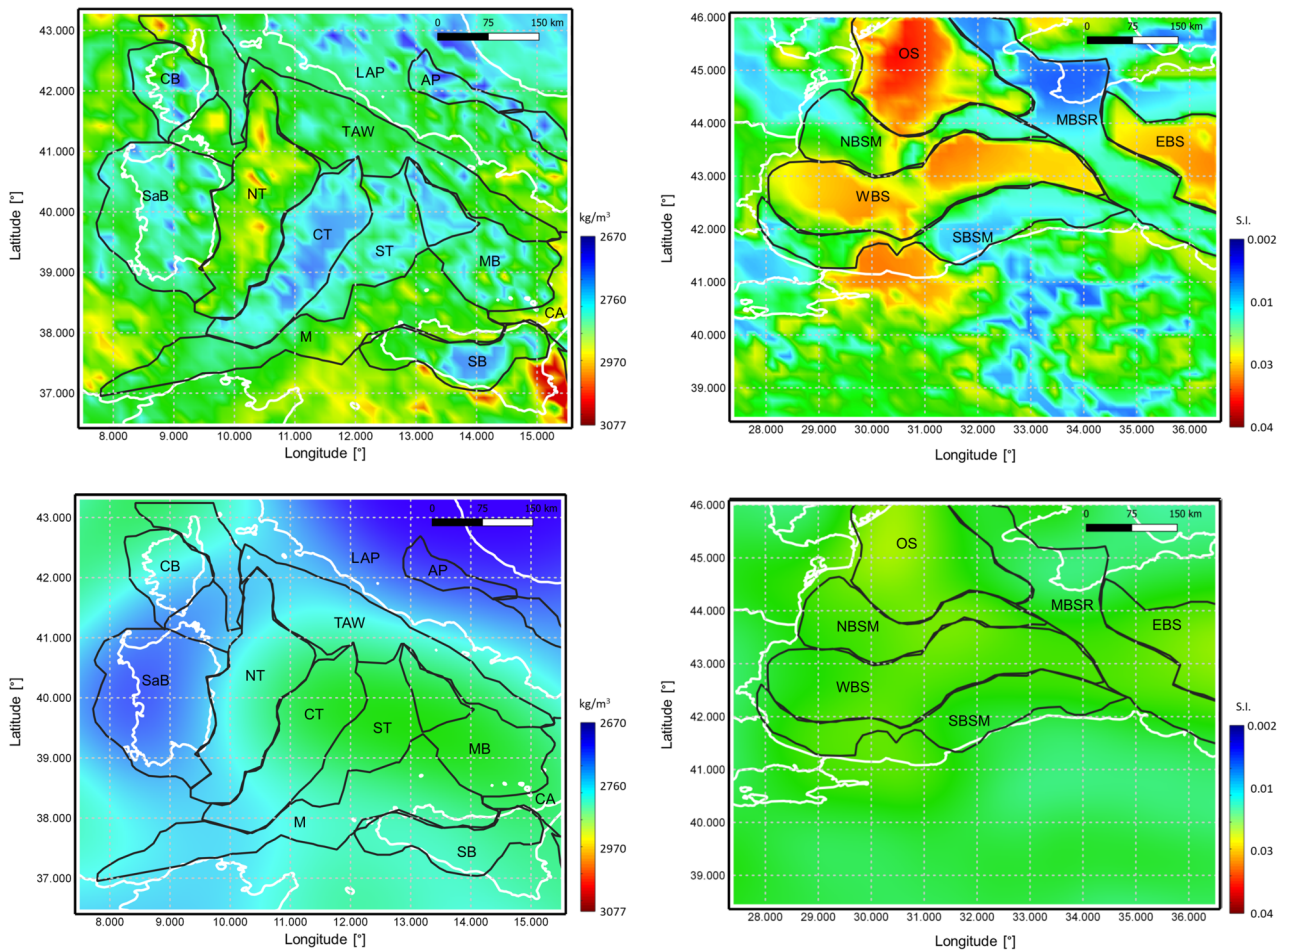 43.000
42.000
41.000
40.000
39.000
38.000
37.000
Latitude [°]
8.000 9.000 10.000 11.000 12.000 13.000 14.000 15.000
Longitude [°]
0 75 150 km
CB
LAP
AP
TAW
SaB
NT
CT
ST
MB
CA
M
SB
kg/m³
2670
2760
2970
3077
46.000
45.000
44.000
43.000
42.000
41.000
40.000
39.000
Latitude [°]
28.000 29.000 30.000 31.000 32.000 33.000 34.000 35.000 36.000
Longitude [°]
0 75 150 km
OS
MBSR
NBSM
EBS
WBS
SBSM
S.I.
0.002
0.01
0.03
0.04
43.000
42.000
41.000
40.000
39.000
38.000
37.000
Latitude [°]
8.000 9.000 10.000 11.000 12.000 13.000 14.000 15.000
Longitude [°]
0 75 150 km
LAP
CB
AP
TAW
SaB
NT
CT
ST
MB
CA
M
SB
kg/m³
2670
2760
2970
3077
46.000
45.000
44.000
43.000
42.000
41.000
40.000
39.000
Latitude [°]
28.000 29.000 30.000 31.000 32.000 33.000 34.000 35.000 36.000
Longitude [°]
0 75 150 km
OS
MBSR
NBSM
EBS
WBS
SBSM
S.I.
0.002
0.01
0.03
0.04